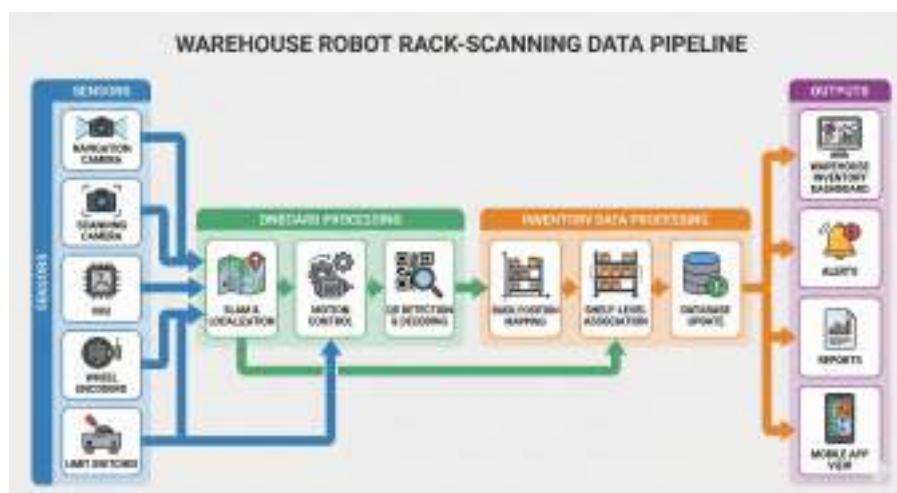 WAREHOUSE ROBOT RACK-SCANNING DATA PIPELINE
SENSORS
SENSORS
NAVIGATION
CAMERA
SCANNING
CAMERA
IMU
WHEEL
ENCODERS
LIMIT SWITCHES
ONBOARD PROCESSING
SLAM &
LOCALIZATION
MOTION
CONTROL
QR DETECTION
& DECODING
INVENTORY DATA PROCESSING
RACK POSITION
MAPPING
SHELF-LEVEL
ASSOCIATION
DATABASE
UPDATE
OUTPUTS
WAREHOUSE
INVENTORY
DASHBOARD
ALERTS
REPORTS
MOBILE APP
VIEW